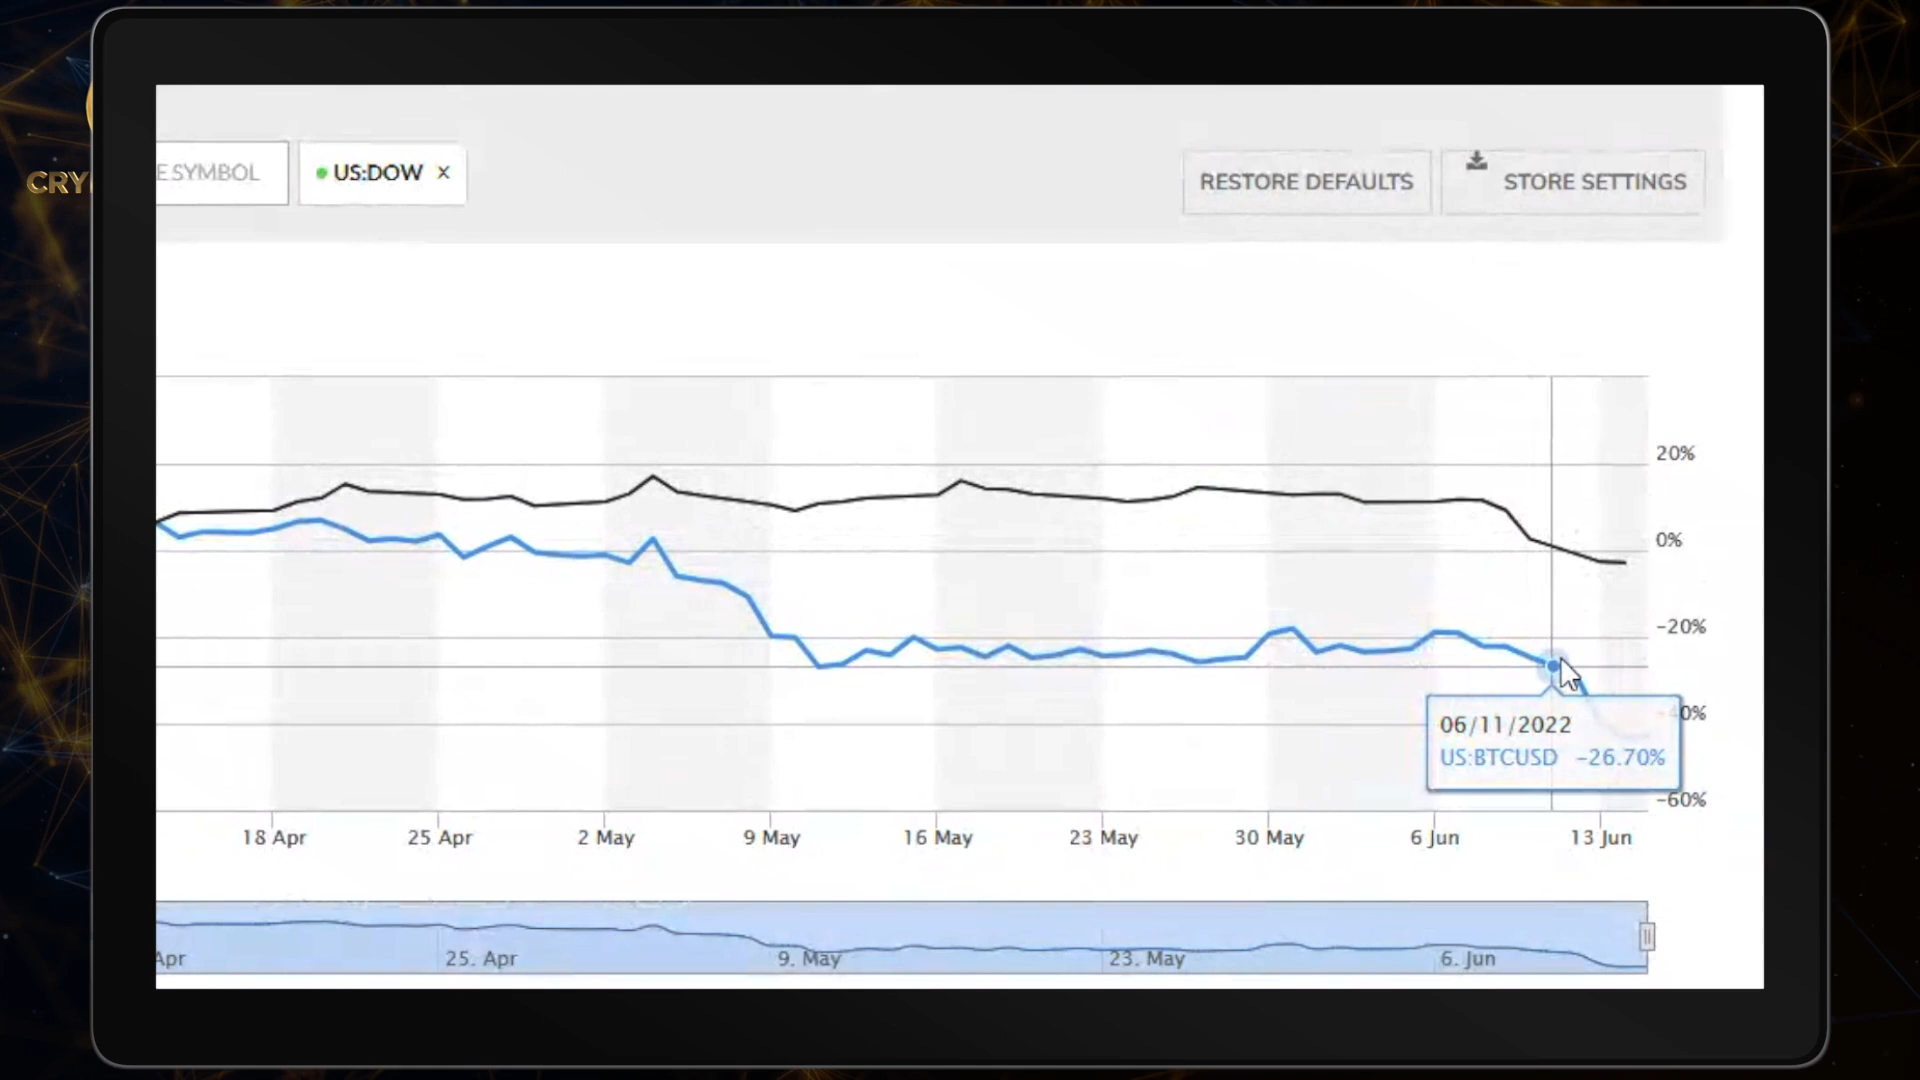 CRY
E SYMBOL
US:DOW ×
RESTORE DEFAULTS
STORE SETTINGS
20%
0%
-20%
-40%
-60%
06/11/2022
US:BTCUSD -26.70%
18 Apr 25 Apr 2 May 9 May 16 May 23 May 30 May 6 Jun 13 Jun
Apr 25. Apr 9. May 23. May 6. Jun